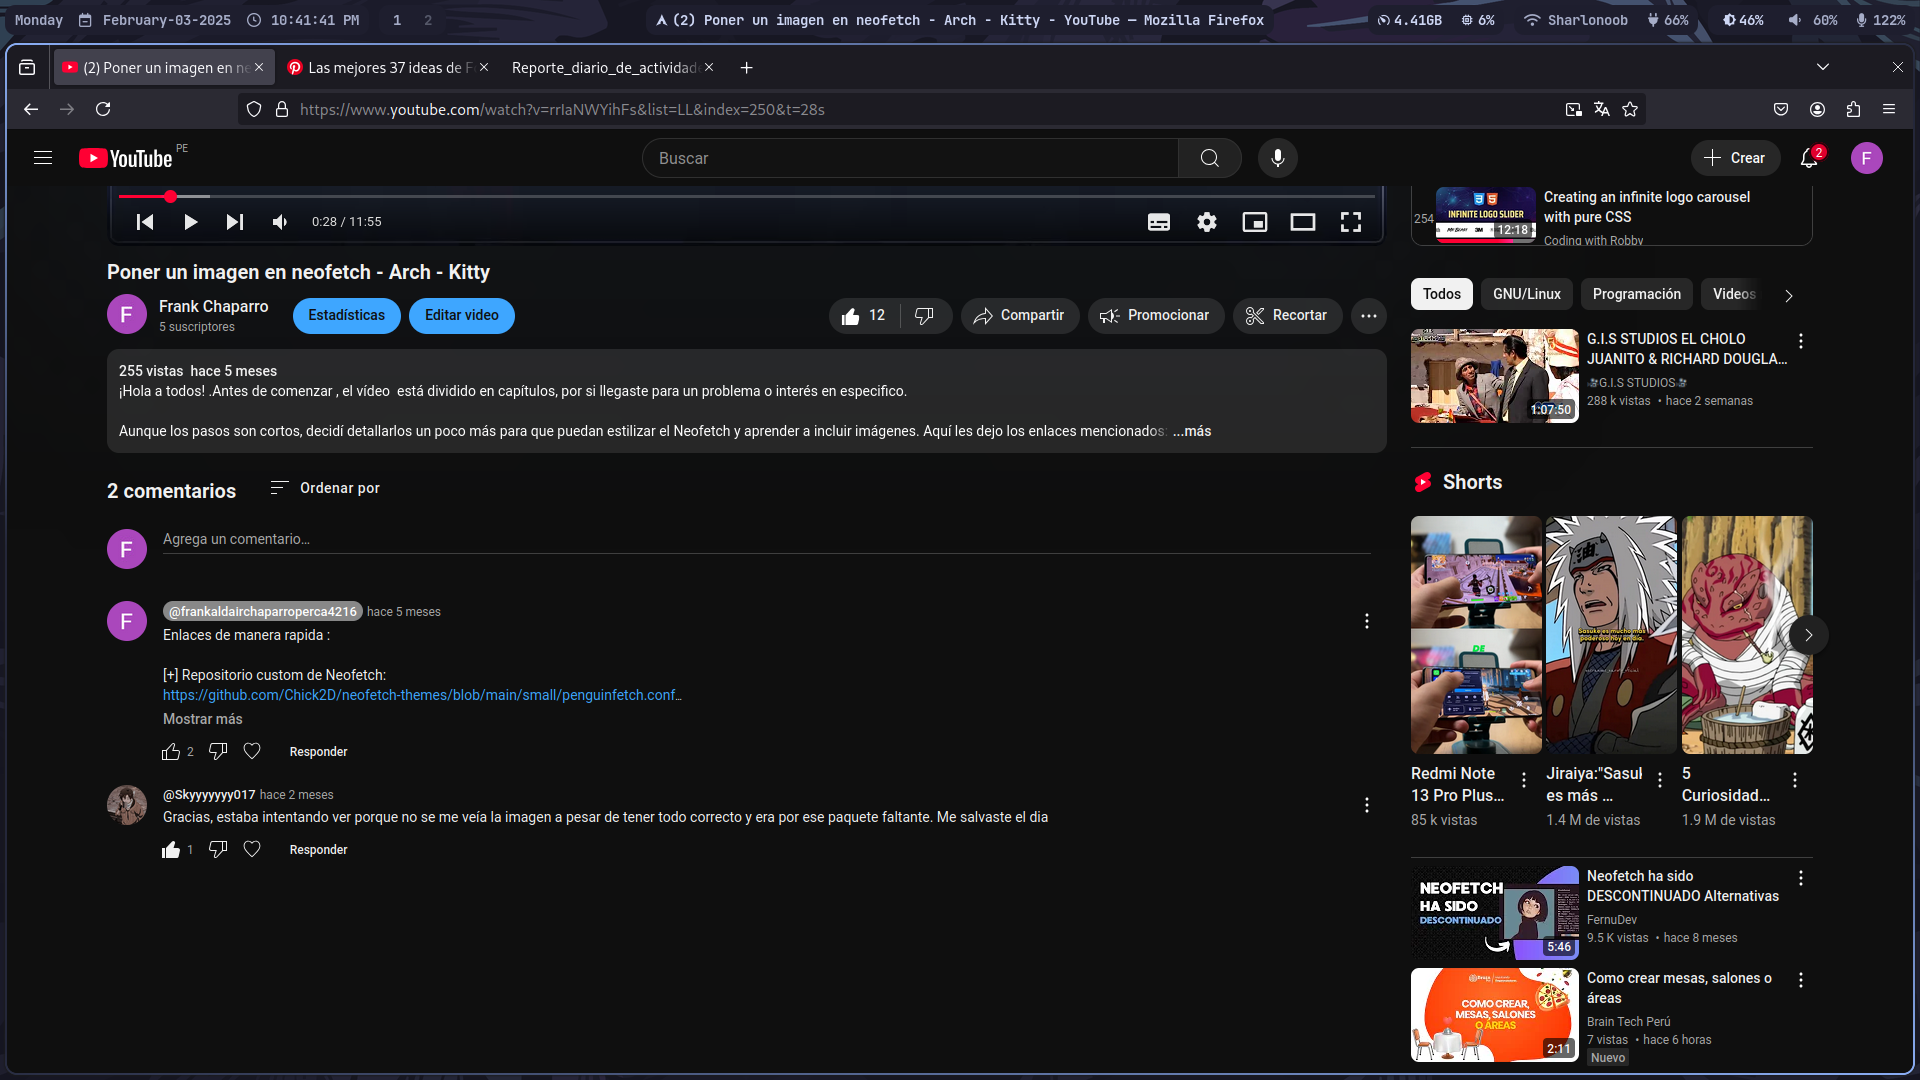 Monday February-03-2025 10:41:41 PM 1 2 (2) Poner un imagen en neofetch - Arch - Kitty - YouTube — Mozilla Firefox 4.41GB 6% Sharlonoob 66% 46% 60% 122%
(2) Poner un imagen en ne Las mejores 37 ideas de F Reporte_diario_de_actividad
https://www.youtube.com/watch?v=rrIaNWYihFs&list=LL&index=250&t=28s
YouTube PE Buscar Crear 2 F
0:28 / 11:55
Poner un imagen en neofetch - Arch - Kitty
F Frank Chaparro
5 suscriptores
Estadísticas Editar video 12 Compartir Promocionar Recortar
255 vistas hace 5 meses
¡Hola a todos! .Antes de comenzar , el vídeo está dividido en capítulos, por si llegaste para un problema o interés en especifico.
Aunque los pasos son cortos, decidí detallarlos un poco más para que puedan estilizar el Neofetch y aprender a incluir imágenes. Aquí les dejo los enlaces mencionados: ...más
2 comentarios Ordenar por
F Agrega un comentario...
F @frankaldairchaparroperca4216 hace 5 meses
Enlaces de manera rapida :
[+] Repositorio custom de Neofetch:
https://github.com/Chick2D/neofetch-themes/blob/main/small/penguinfetch.conf...
Mostrar más
2 Responder
@Skyyyyyyy017 hace 2 meses
Gracias, estaba intentando ver porque no se me veía la imagen a pesar de tener todo correcto y era por ese paquete faltante. Me salvaste el dia
1 Responder
254
INFINITE LOGO SLIDER
12:18
Creating an infinite logo carousel
with pure CSS
Coding with Robby
Todos GNU/Linux Programación Videos
1:07:50
G.I.S STUDIOS EL CHOLO
JUANITO & RICHARD DOUGLA...
G.I.S STUDIOS
288 k vistas • hace 2 semanas
Shorts
DE
Sasuke es mucho más
poderoso hoy en día.
Redmi Note
13 Pro Plus...
85 k vistas
Jiraiya:"Sasuk
es más ...
1.4 M de vistas
5
Curiosidad...
1.9 M de vistas
NEOFETCH
HA SIDO
DESCONTINUADO
5:46
Neofetch ha sido
DESCONTINUADO Alternativas
FernuDev
9.5 K vistas • hace 8 meses
COMO CREAR,
MESAS, SALONES
O ÁREAS
2:11
Como crear mesas, salones o
áreas
Brain Tech Perú
7 vistas • hace 6 horas
Nuevo